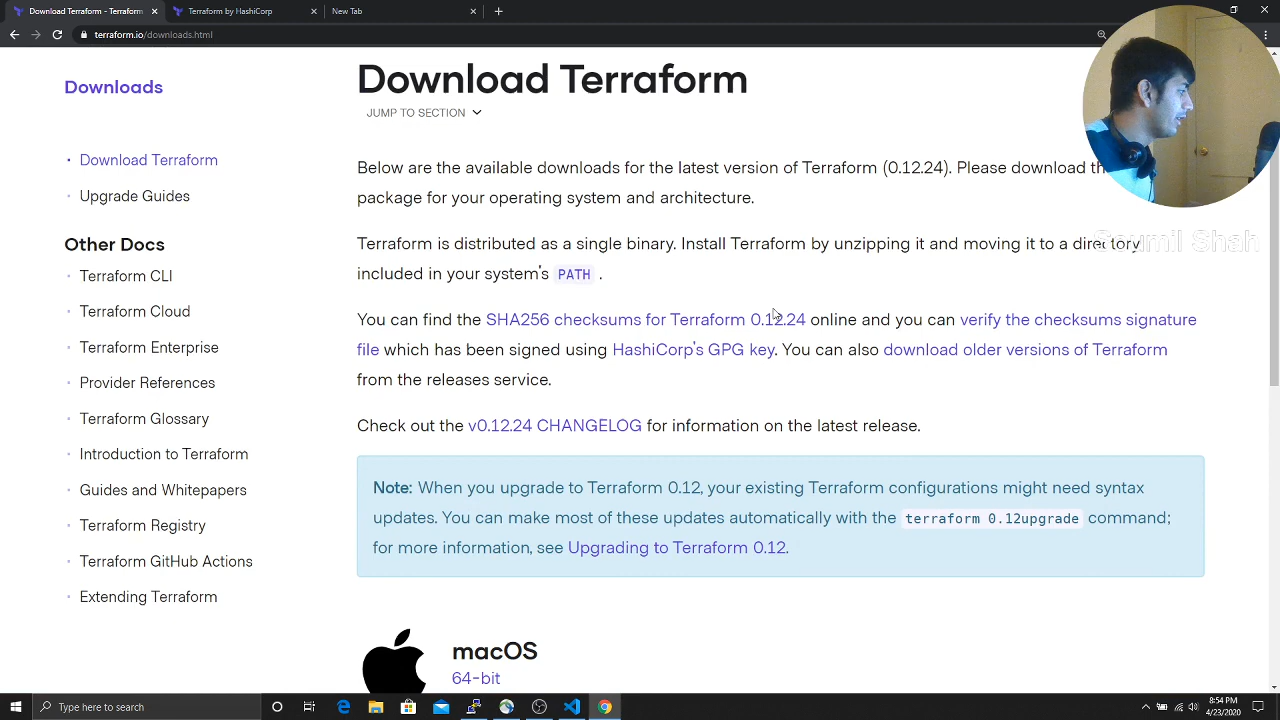 Download Terraform - Terraform
Terraform by HashiCorp
New Tab
terraform.io/downloads.html
Downloads
Download Terraform
Upgrade Guides
Other Docs
Terraform CLI
Terraform Cloud
Terraform Enterprise
Provider References
Terraform Glossary
Introduction to Terraform
Guides and Whitepapers
Terraform Registry
Terraform GitHub Actions
Extending Terraform
Download Terraform
JUMP TO SECTION
Below are the available downloads for the latest version of Terraform (0.12.24). Please download
package for your operating system and architecture.
Terraform is distributed as a single binary. Install Terraform by unzipping it and moving it to a directory
included in your system's PATH .
You can find the SHA256 checksums for Terraform 0.12.24 online and you can verify the checksums signature
file which has been signed using HashiCorp's GPG key. You can also download older versions of Terraform
from the releases service.
Check out the v0.12.24 CHANGELOG for information on the latest release.
Note: When you upgrade to Terraform 0.12, your existing Terraform configurations might need syntax
updates. You can make most of these updates automatically with the terraform 0.12upgrade command;
for more information, see Upgrading to Terraform 0.12.
macOS
64-bit
Soumil Shah
Type here to search
8:54 PM
4/23/2020